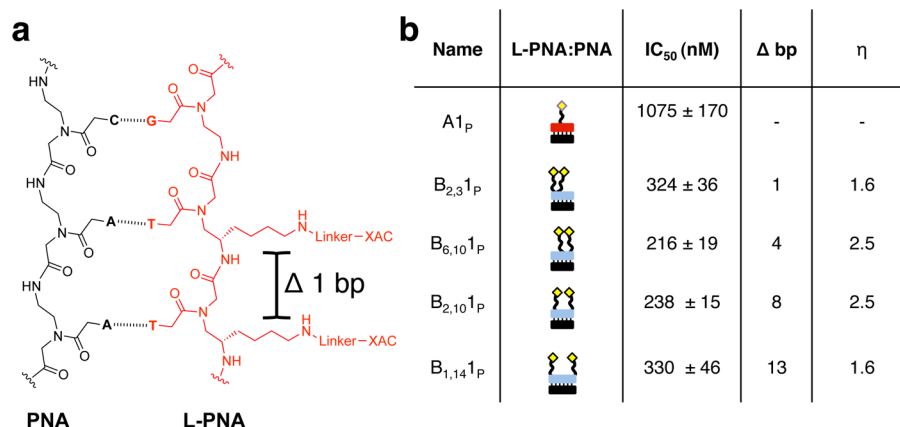 a
HN
O
N
C
G
O
N
O
O
NH
HN
O
O
N
A
T
O
N
H
N
Linker–XAC
O
NH
HN
O
O
Δ 1 bp
N
A
T
O
N
H
N
Linker–XAC
O
O
NH
PNA
L-PNA
b
Name L-PNA:PNA IC50 (nM) Δ bp η
A1P 1075 ± 170 - -
B2,31P 324 ± 36 1 1.6
B6,101P 216 ± 19 4 2.5
B2,101P 238 ± 15 8 2.5
B1,141P 330 ± 46 13 1.6